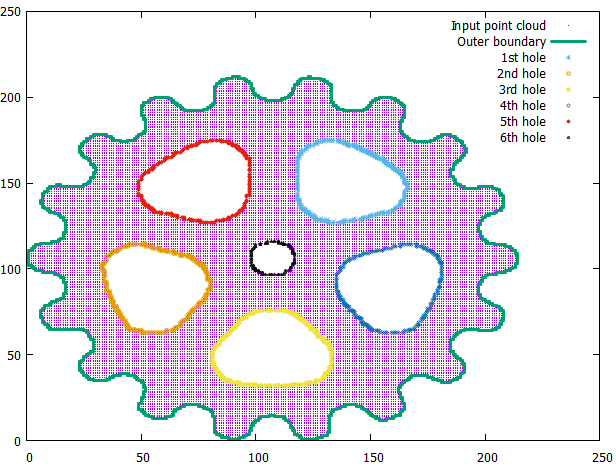 250
200
150
100
50
0
Input point cloud
Outer boundary
1st hole
2nd hole
3rd hole
4th hole
5th hole
6th hole
0 50 100 150 200 250